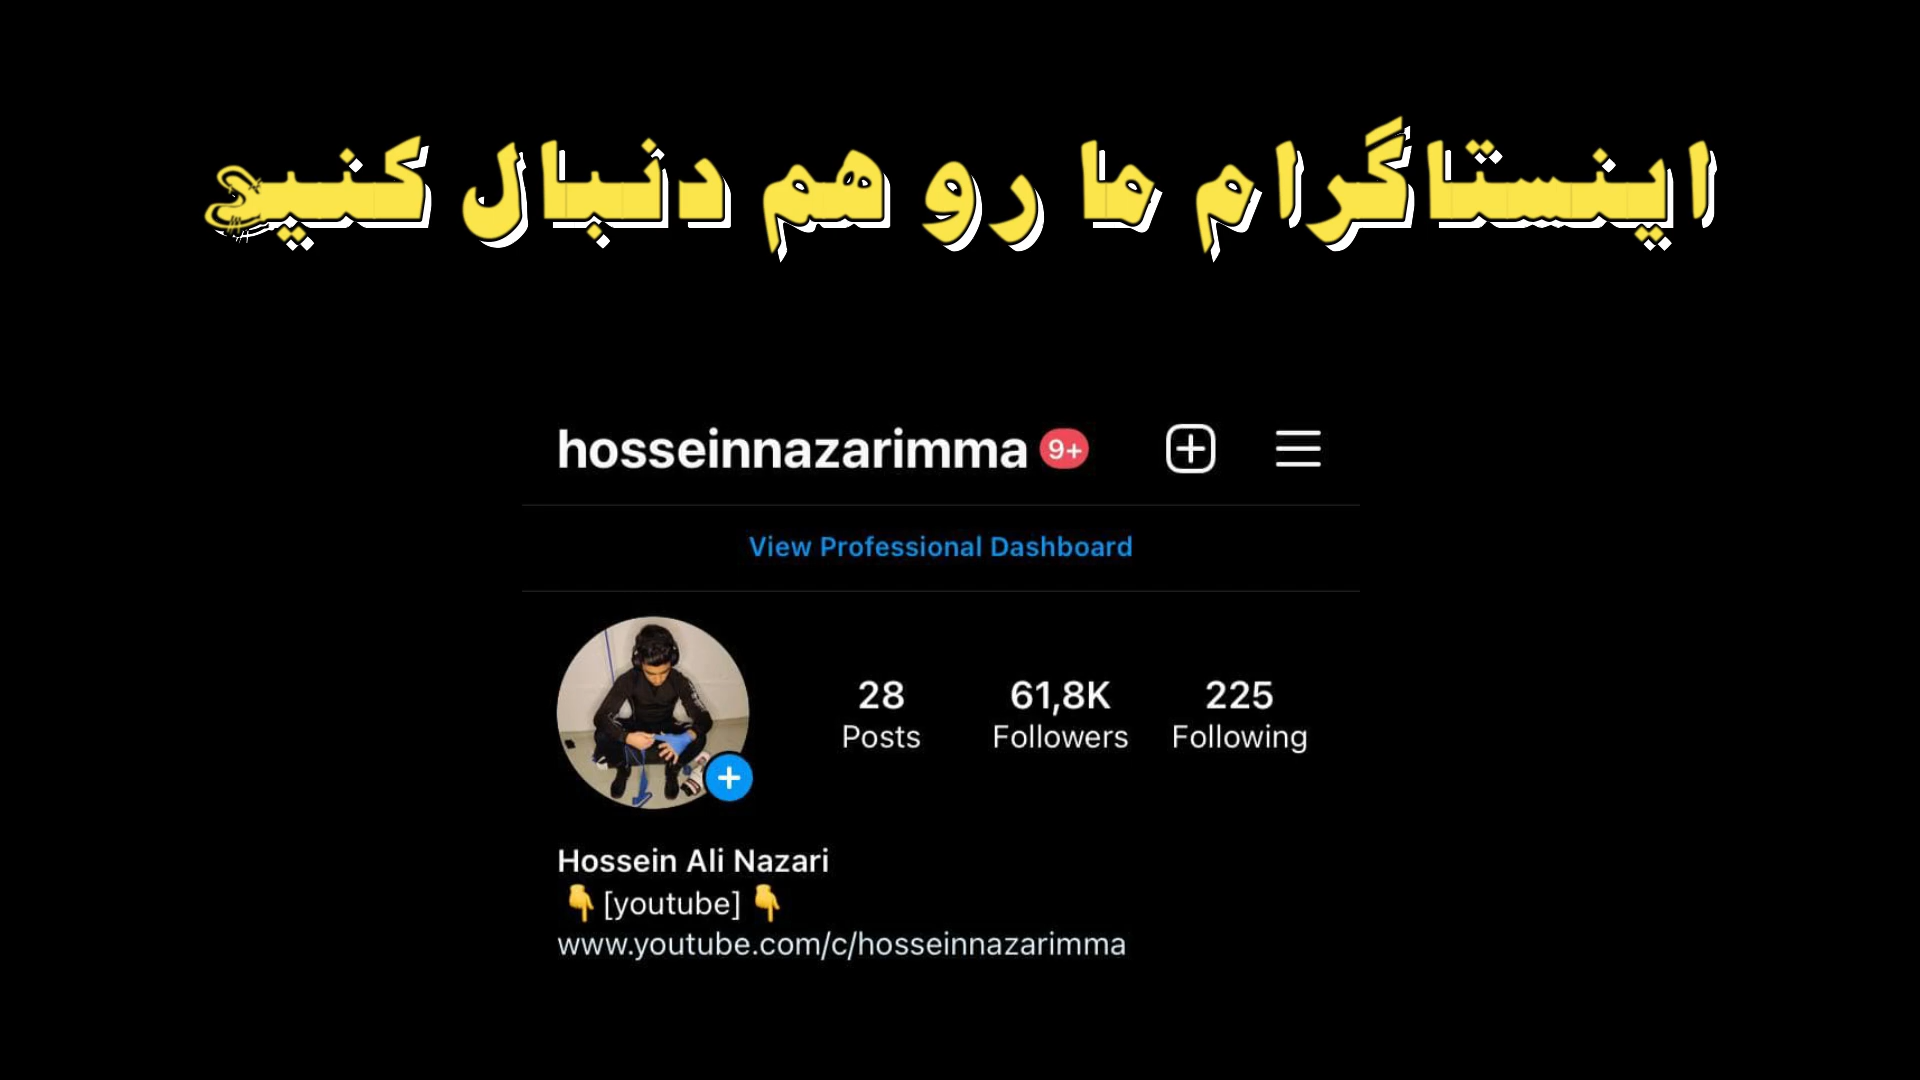 اینستاگرام ما رو هم دنبال کنید
hosseinnazarimma 9+
View Professional Dashboard
28 61,8K 225
Posts Followers Following
Hossein Ali Nazari
👇[youtube]👇
www.youtube.com/c/hosseinnazarimma